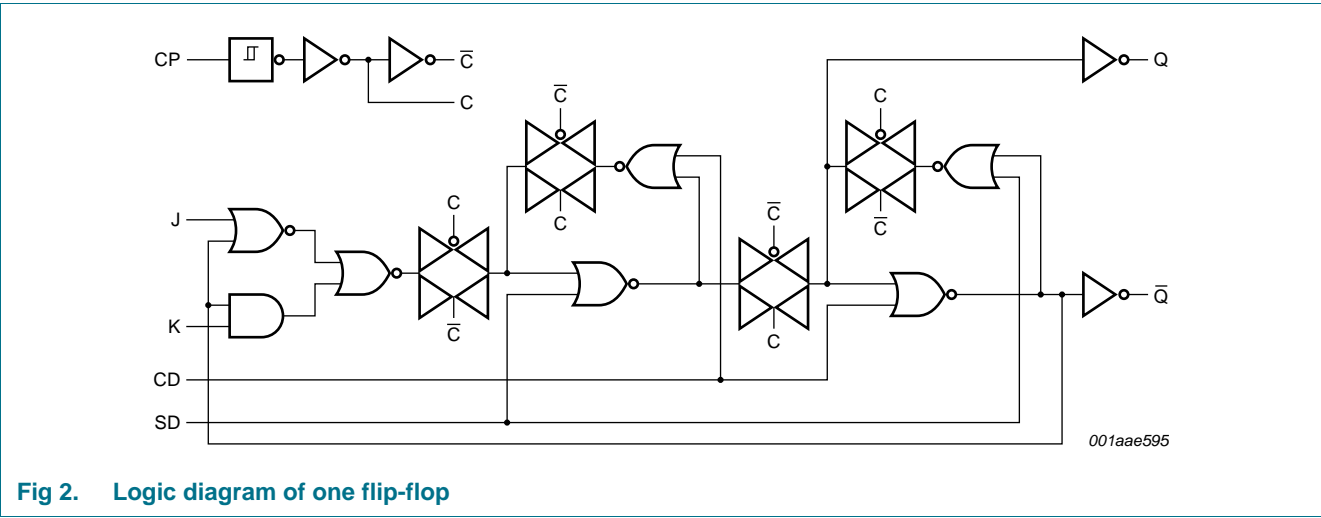 CP
C̅
C
Q
C̅
C
C
C̅
J
C
C̅
K
C̅
C
Q̅
CD
SD
001aae595
Fig 2. Logic diagram of one flip-flop